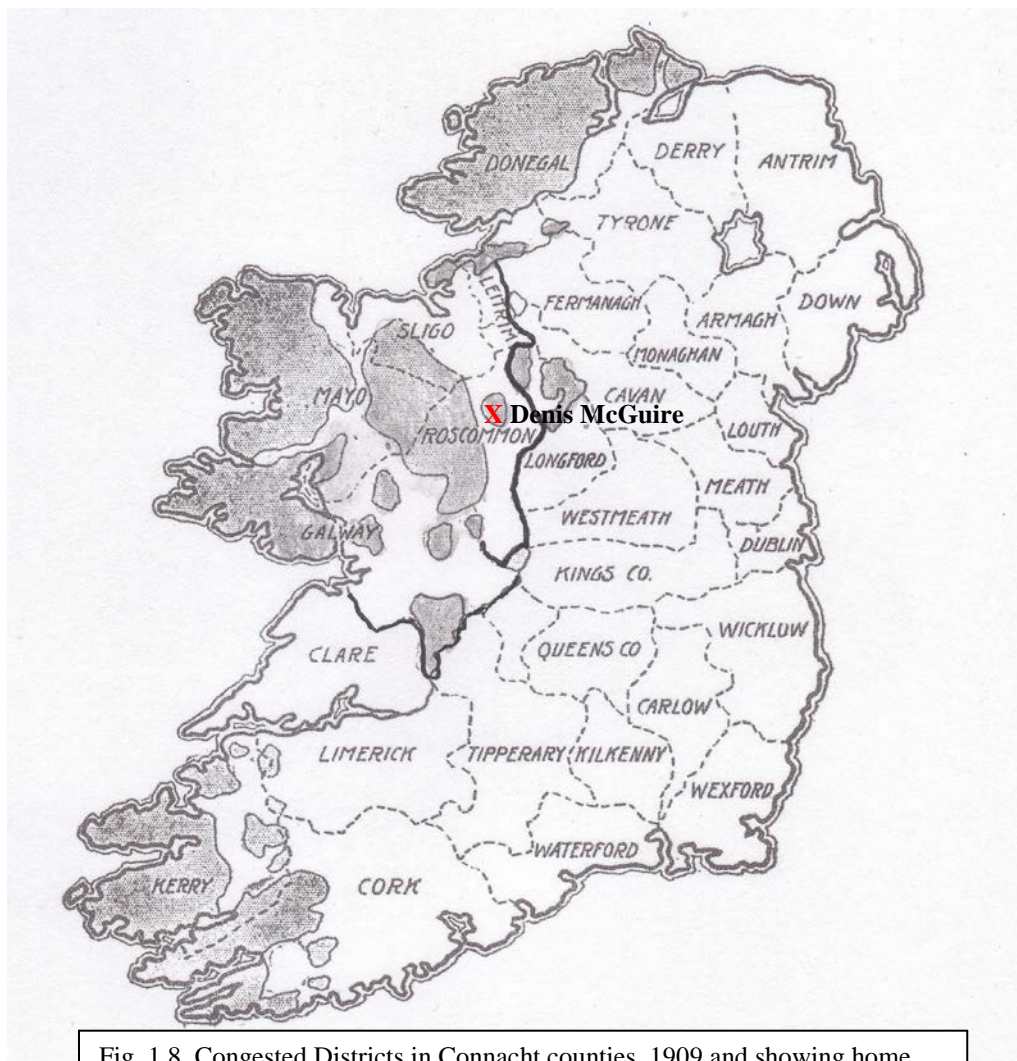 DONEGAL
DERRY
ANTRIM
TYRONE
LEITRIM
FERMANAGH
DOWN
ARMAGH
SLIGO
MONAGHAN
MAYO
CAVAN
X Denis McGuire
ROSCOMMON
LOUTH
LONGFORD
MEATH
WESTMEATH
GALWAY
DUBLIN
KINGS CO.
WICKLOW
CLARE
QUEENS CO
CARLOW
LIMERICK
TIPPERARY
KILKENNY
WEXFORD
WATERFORD
KERRY
CORK
Fig. 1.8 Congested Districts in Connacht counties, 1909 and showing home